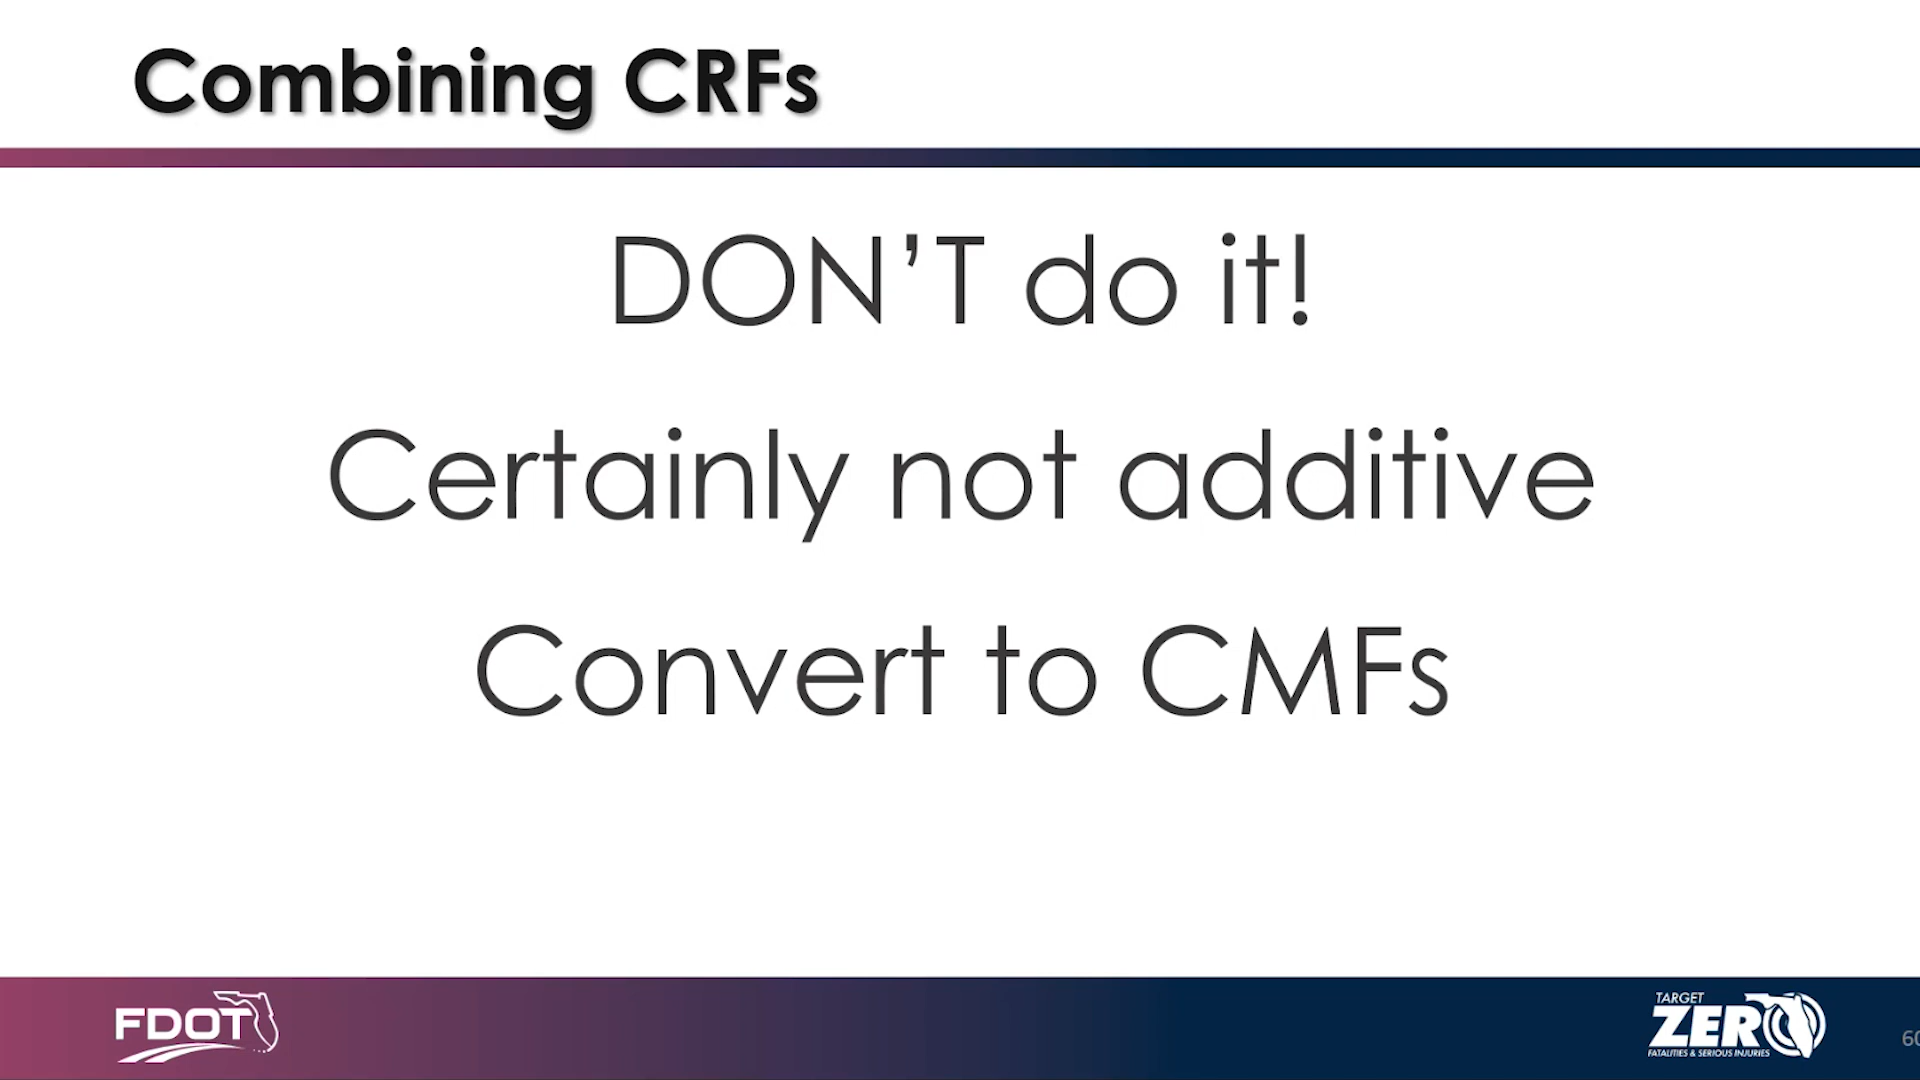 Combining CRFs
DON’T do it!
Certainly not additive
Convert to CMFs
FDOT
TARGET
ZERO
FATALITIES & SERIOUS INJURIES
60